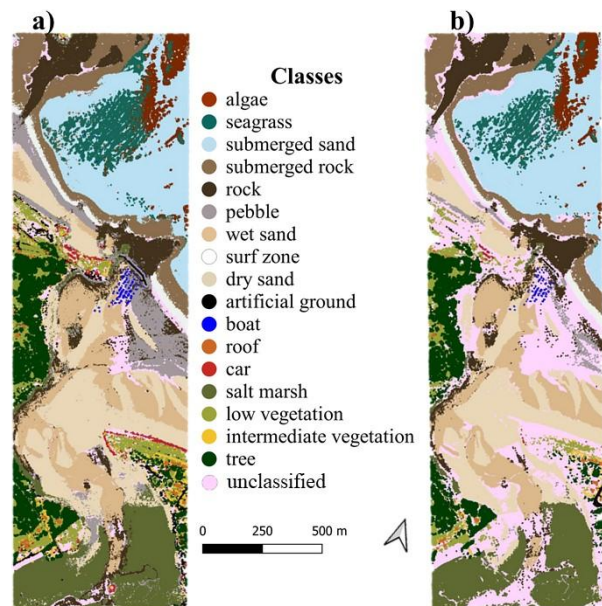 a)
b)
Classes
algae
seagrass
submerged sand
submerged rock
rock
pebble
wet sand
surf zone
dry sand
artificial ground
boat
roof
car
salt marsh
low vegetation
intermediate vegetation
tree
unclassified
0 250 500 m